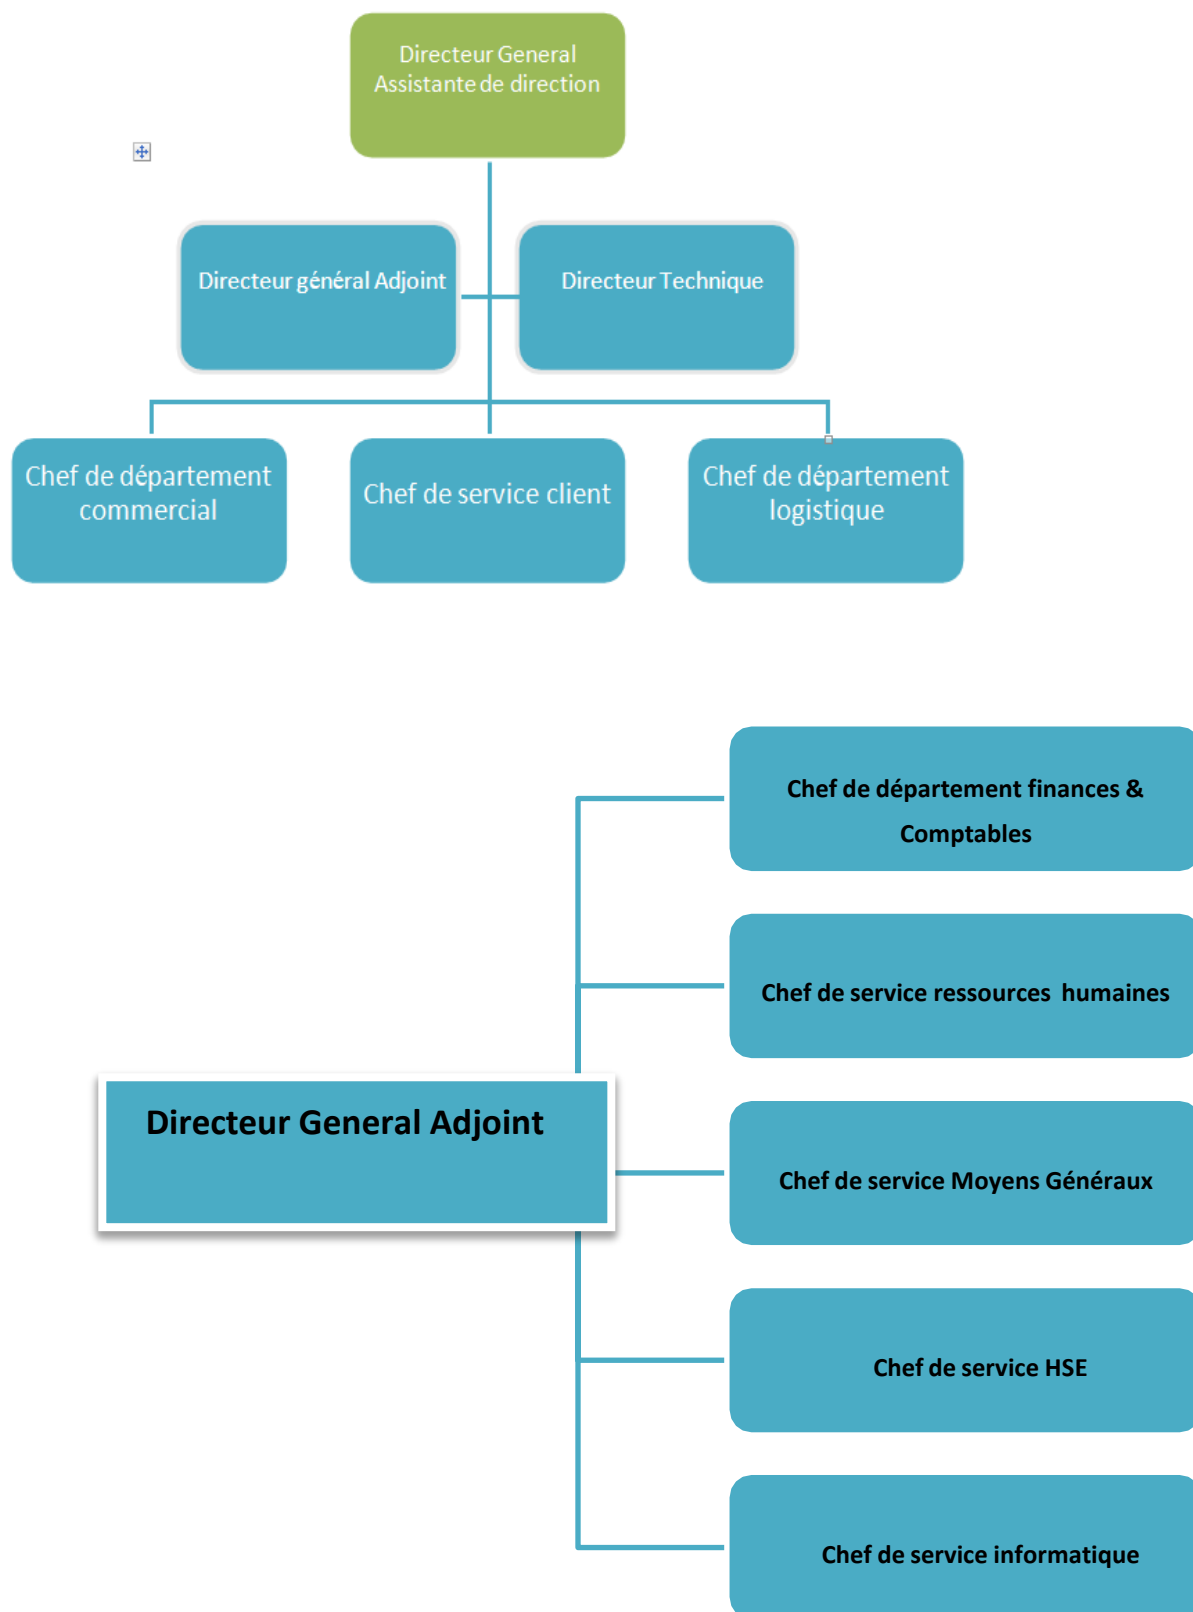 Directeur General
Assistante de direction
Directeur général Adjoint
Directeur Technique
Chef de département
commercial
Chef de service client
Chef de département
logistique
Chef de département finances &
Comptables
Chef de service ressources humaines
Directeur General Adjoint
Chef de service Moyens Généraux
Chef de service HSE
Chef de service informatique